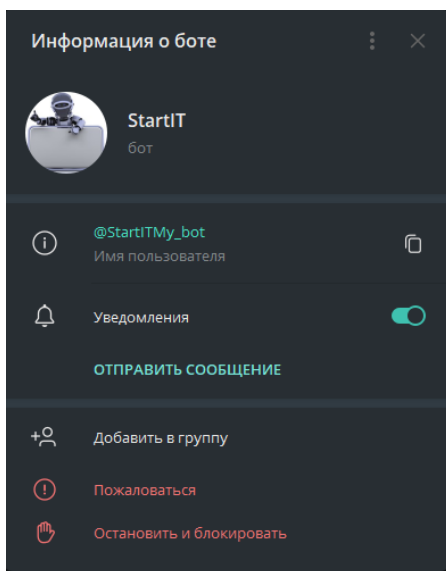 Информация о боте
StartIT
бот
@StartITMy_bot
Имя пользователя
Уведомления
ОТПРАВИТЬ СООБЩЕНИЕ
Добавить в группу
Пожаловаться
Остановить и блокировать